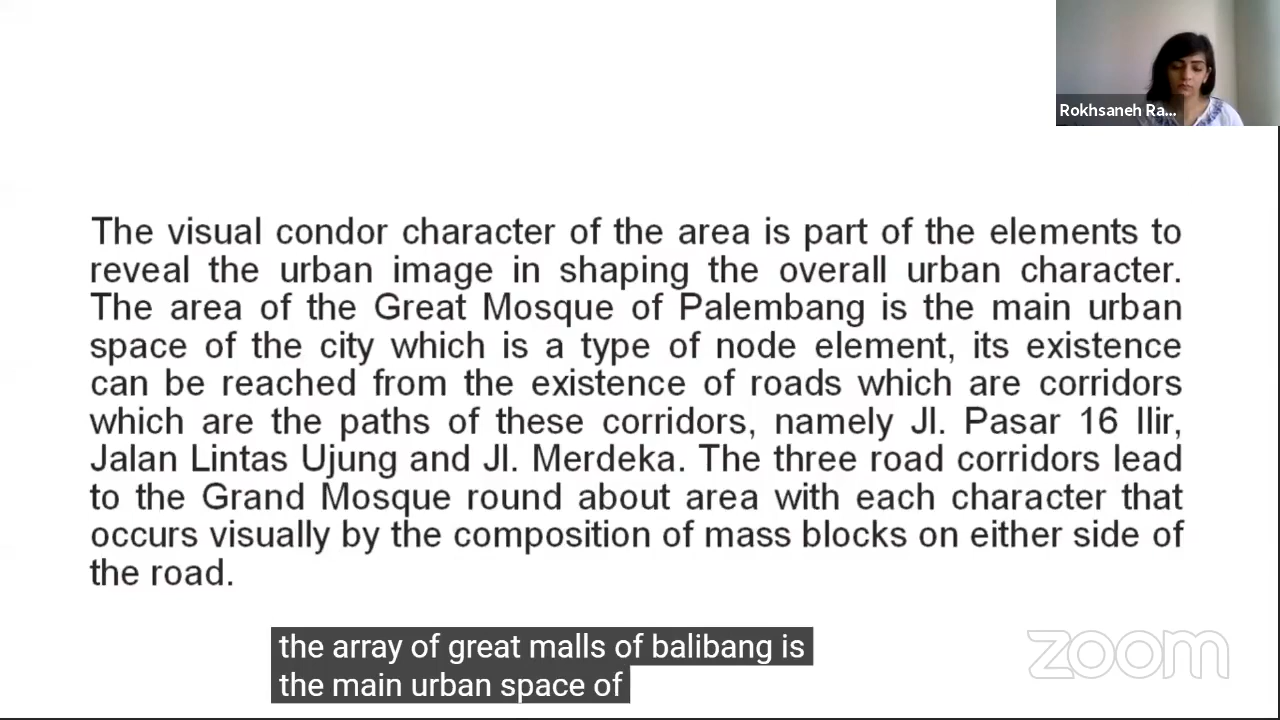 Rokhsaneh Ra...
The visual condor character of the area is part of the elements to
reveal the urban image in shaping the overall urban character.
The area of the Great Mosque of Palembang is the main urban
space of the city which is a type of node element, its existence
can be reached from the existence of roads which are corridors
which are the paths of these corridors, namely Jl. Pasar 16 Ilir,
Jalan Lintas Ujung and Jl. Merdeka. The three road corridors lead
to the Grand Mosque round about area with each character that
occurs visually by the composition of mass blocks on either side of
the road.
the array of great malls of balibang is
the main urban space of
zoom